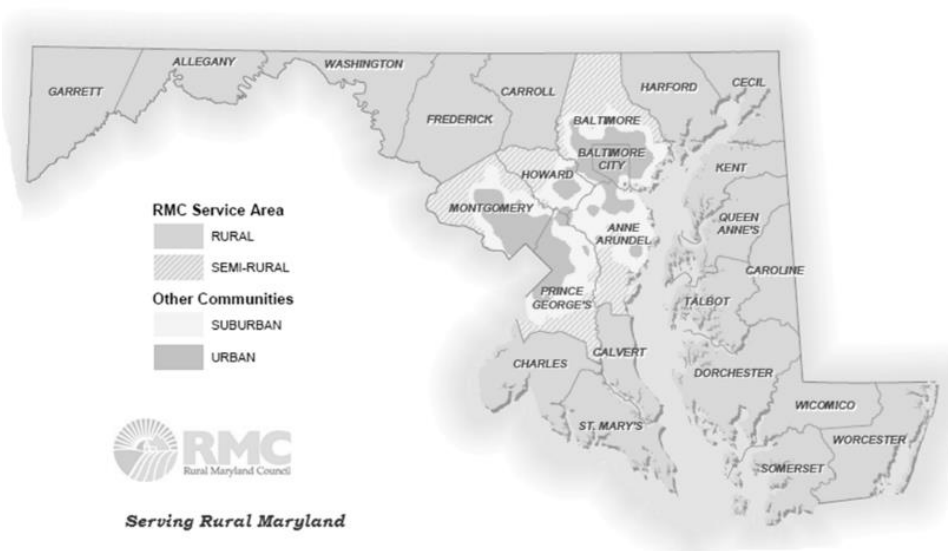 GARRETT
ALLEGANY
WASHINGTON
FREDERICK
CARROLL
BALTIMORE
HARFORD
CECIL
BALTIMORE
CITY
HOWARD
MONTGOMERY
ANNE
ARUNDEL
KENT
QUEEN
ANNE'S
CAROLINE
TALBOT
PRINCE
GEORGE'S
CHARLES
CALVERT
ST. MARY'S
DORCHESTER
WICOMICO
WORCESTER
SOMERSET
RMC Service Area
RURAL
SEMI-RURAL
Other Communities
SUBURBAN
URBAN
RMC
Rural Maryland Council
Serving Rural Maryland